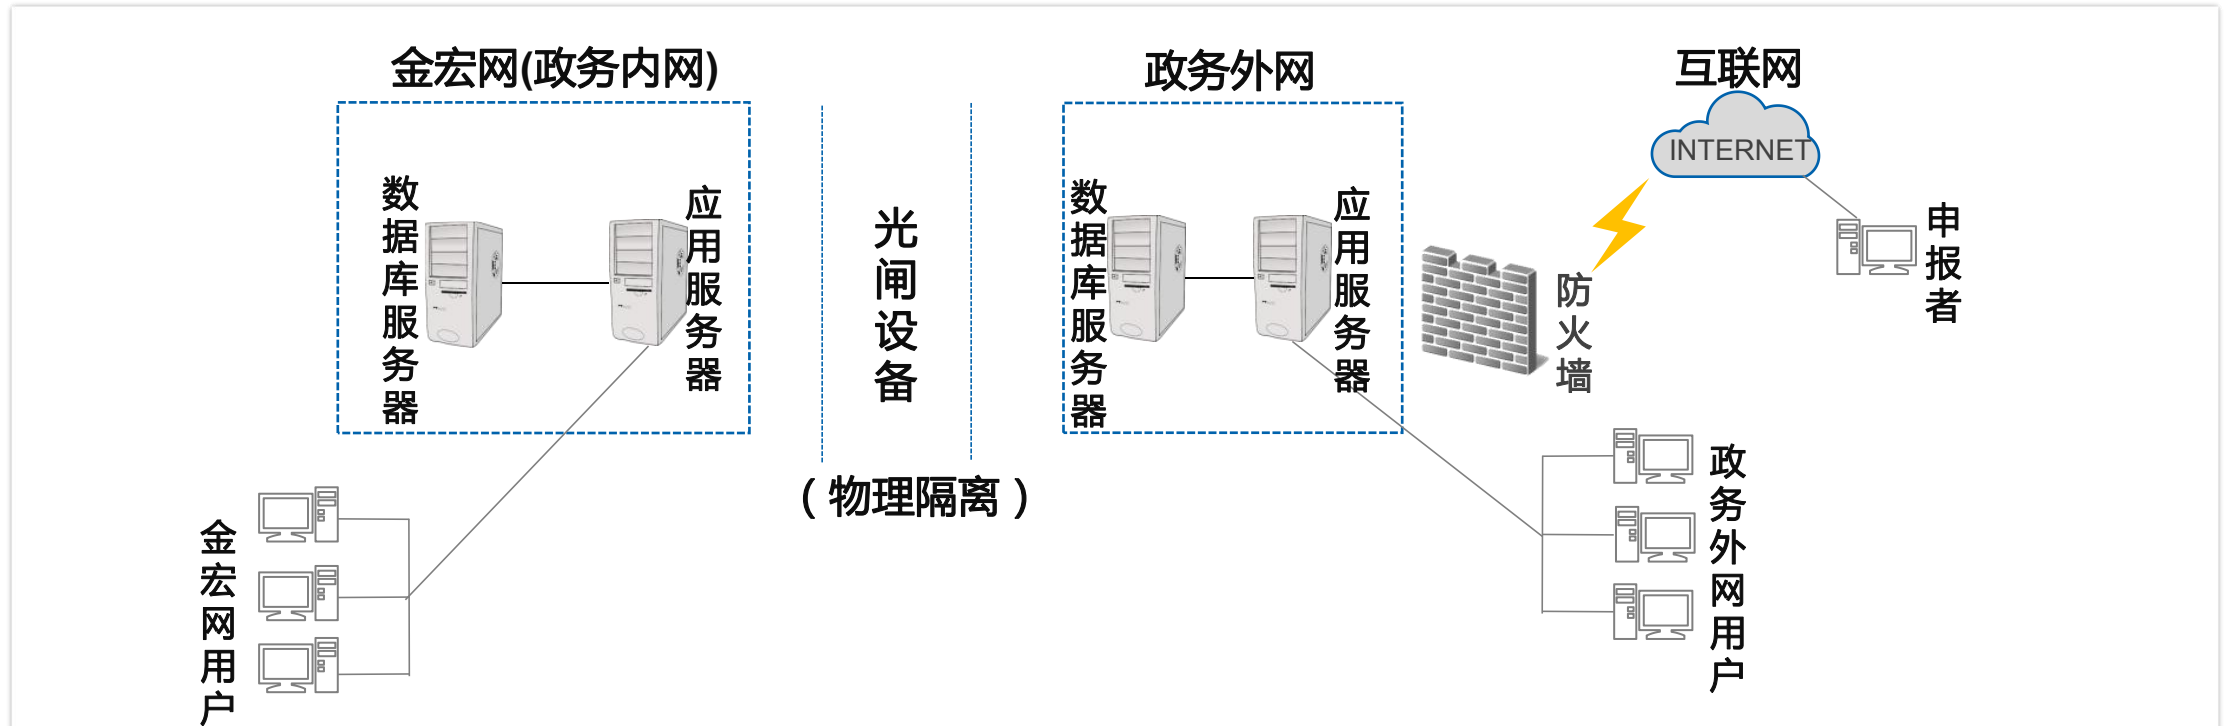 金宏网(政务内网)
政务外网
互联网
数据库服务器
应用服务器
光闸设备
(物理隔离)
数据库服务器
应用服务器
防火墙
INTERNET
申报者
金宏网用户
政务外网用户